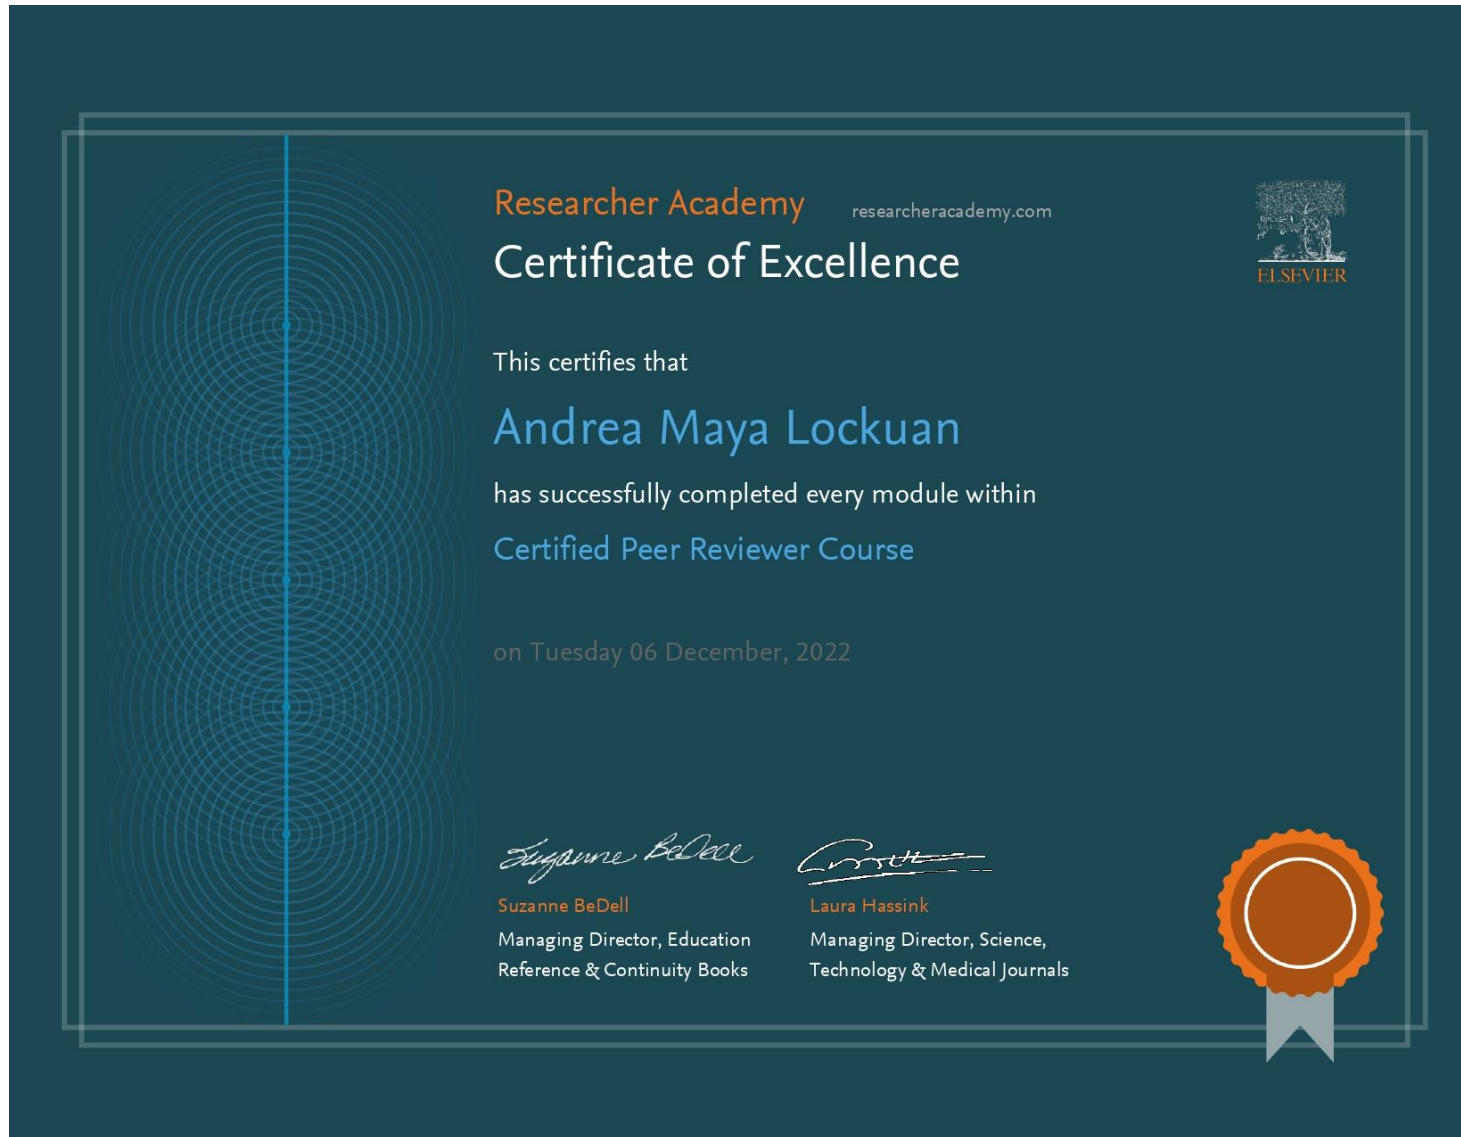 Researcher Academy researcheracademy.com
Certificate of Excellence
ELSEVIER
This certifies that
Andrea Maya Lockuan
has successfully completed every module within
Certified Peer Reviewer Course
on Tuesday 06 December, 2022
Suzanne BeDell
Suzanne BeDell
Managing Director, Education
Reference & Continuity Books
Laura Hassink
Managing Director, Science,
Technology & Medical Journals